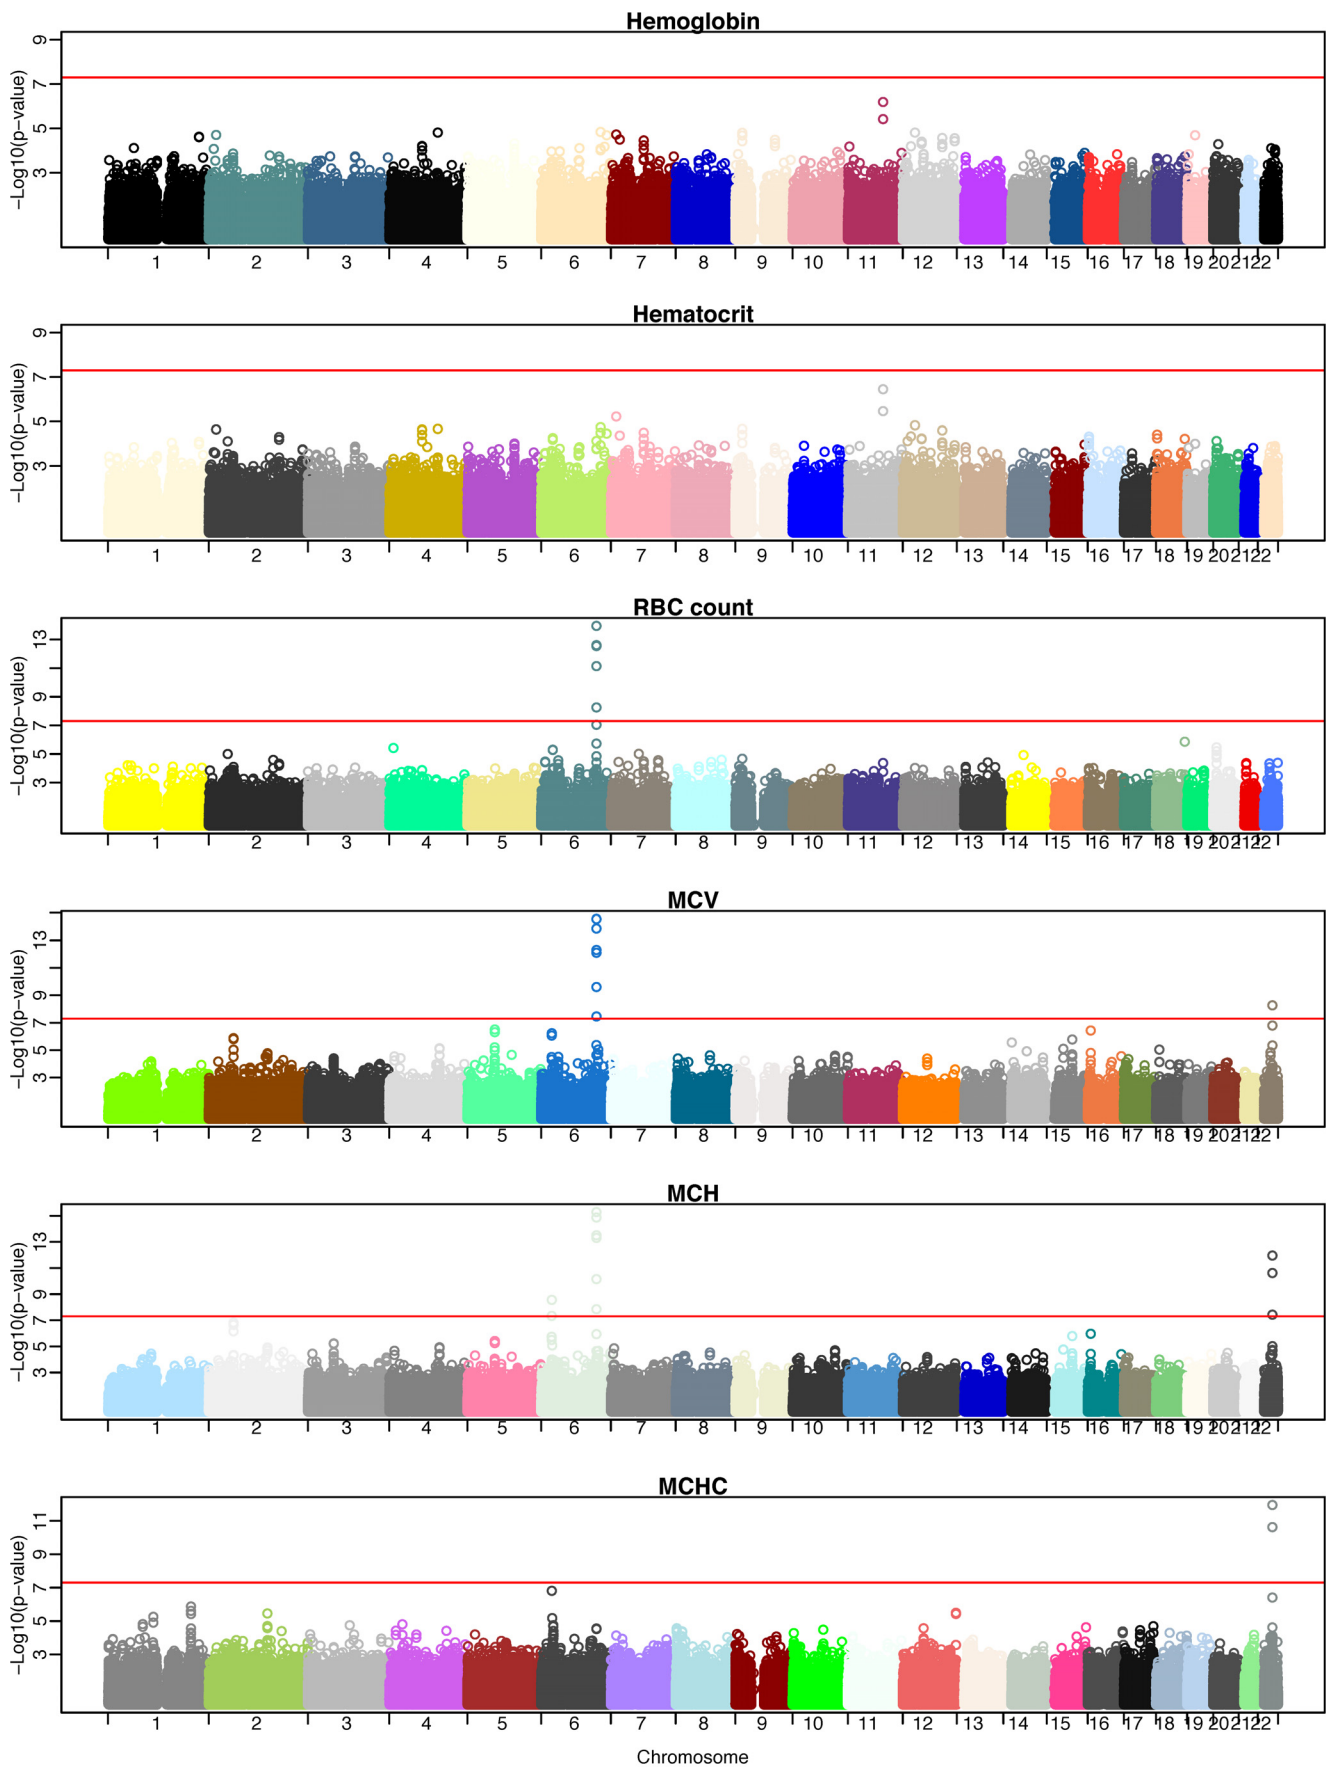 Hemoglobin
−Log10(p−value)
3 5 7 9
1 2 3 4 5 6 7 8 9 10 11 12 13 14 15 16 17 18 19 20 21 22
Hematocrit
−Log10(p−value)
3 5 7 9
1 2 3 4 5 6 7 8 9 10 11 12 13 14 15 16 17 18 19 20 21 22
RBC count
−Log10(p−value)
3 5 7 9 13
1 2 3 4 5 6 7 8 9 10 11 12 13 14 15 16 17 18 19 20 21 22
MCV
−Log10(p−value)
3 5 7 9 13
1 2 3 4 5 6 7 8 9 10 11 12 13 14 15 16 17 18 19 20 21 22
MCH
−Log10(p−value)
3 5 7 9 13
1 2 3 4 5 6 7 8 9 10 11 12 13 14 15 16 17 18 19 20 21 22
MCHC
−Log10(p−value)
3 5 7 9 11
1 2 3 4 5 6 7 8 9 10 11 12 13 14 15 16 17 18 19 20 21 22
Chromosome